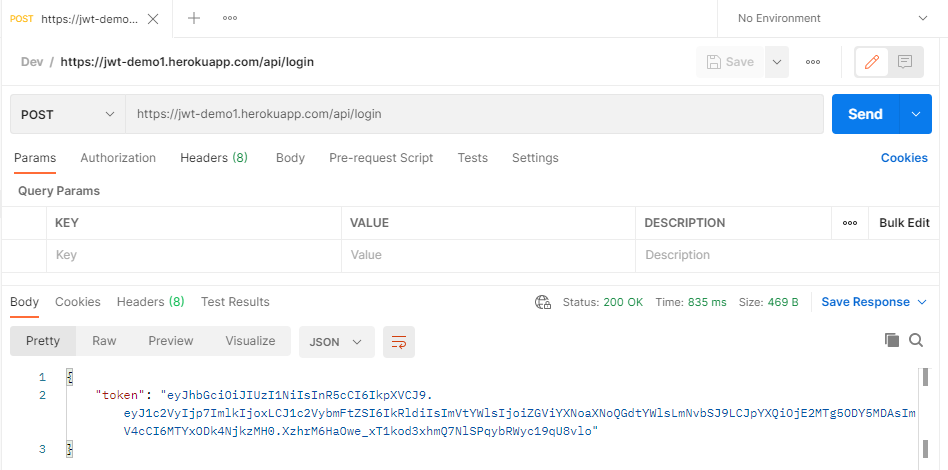 POST https://jwt-demo... No Environment
Dev / https://jwt-demo1.herokuapp.com/api/login Save
POST https://jwt-demo1.herokuapp.com/api/login Send
Params Authorization Headers (8) Body Pre-request Script Tests Settings Cookies
Query Params
KEY VALUE DESCRIPTION Bulk Edit
Key Value Description
Body Cookies Headers (8) Test Results Status: 200 OK Time: 835 ms Size: 469 B Save Response
Pretty Raw Preview Visualize JSON
1 {
2 "token": "eyJhbGciOiJIUzI1NiIsInR5cCI6IkpXVCJ9.
eyJ1c2VyIjp7ImlkIjoxLCJ1c2VybmFtZSI6IkRldiIsImVtYWlsIjoiZGViYXNoaXNoQGdtYWlsLmNvbSJ9LCJpYXQiOjE2MTg5ODY5MDAsImV4cCI6MTYxODk4NjkzMH0.XzhrM6HaOwe_xT1kod3xhmQ7NlSPqybRWyc19qU8vlo"
3 }